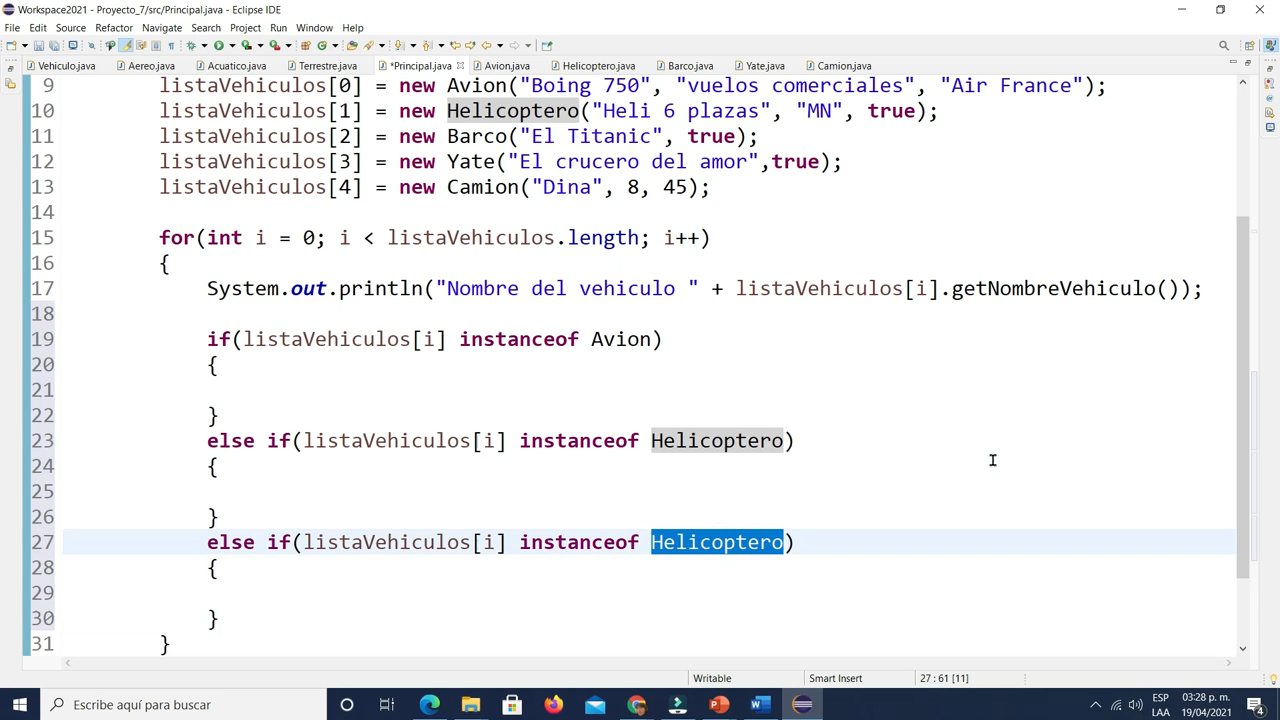 Workspace2021 - Proyecto_7/src/Principal.java - Eclipse IDE
File Edit Source Refactor Navigate Search Project Run Window Help
Vehiculo.java Aereo.java Acuatico.java Terrestre.java *Principal.java Avion.java Helicoptero.java Barco.java Yate.java Camion.java
9 listaVehiculos[0] = new Avion("Boing 750", "vuelos comerciales", "Air France");
10 listaVehiculos[1] = new Helicoptero("Heli 6 plazas", "MN", true);
11 listaVehiculos[2] = new Barco("El Titanic", true);
12 listaVehiculos[3] = new Yate("El crucero del amor",true);
13 listaVehiculos[4] = new Camion("Dina", 8, 45);
14
15 for(int i = 0; i < listaVehiculos.length; i++)
16 {
17 System.out.println("Nombre del vehiculo " + listaVehiculos[i].getNombreVehiculo());
18
19 if(listaVehiculos[i] instanceof Avion)
20 {
21
22 }
23 else if(listaVehiculos[i] instanceof Helicoptero)
24 {
25
26 }
27 else if(listaVehiculos[i] instanceof Helicoptero)
28 {
29
30 }
31 }
Writable Smart Insert 27 : 61 [11]
Escribe aquí para buscar
ESP 03:28 p. m.
LAA 19/04/2021
4